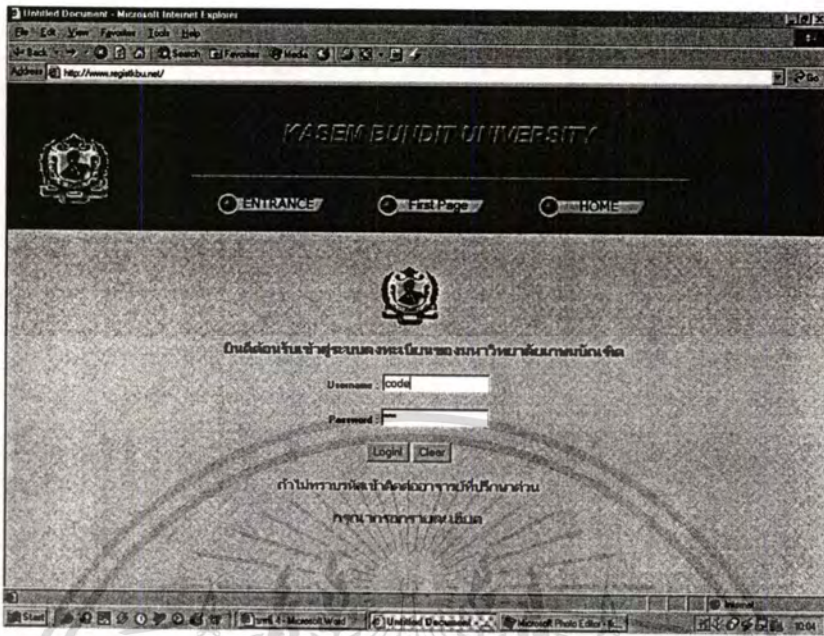 Untitled Document - Microsoft Internet Explorer
File Edit View Favorites Tools Help
Back Search Favorites Media
Address http://www.registkbu.net/ Go
KASEM BUNDIT UNIVERSITY
ENTRANCE First Page HOME
ยินดีต้อนรับเข้าสู่ระบบลงทะเบียนของมหาวิทยาลัยเกษมบัณฑิต
Username : code
Password :
Login! Clear
ถ้าไม่ทราบรหัสเข้าติดต่ออาจารย์ที่ปรึกษาด่วน
กรุณากรอกรายละเอียด
Internet
Start บทที่ 4 - Microsoft Word Untitled Document - Microsoft Photo Editor - 10:04